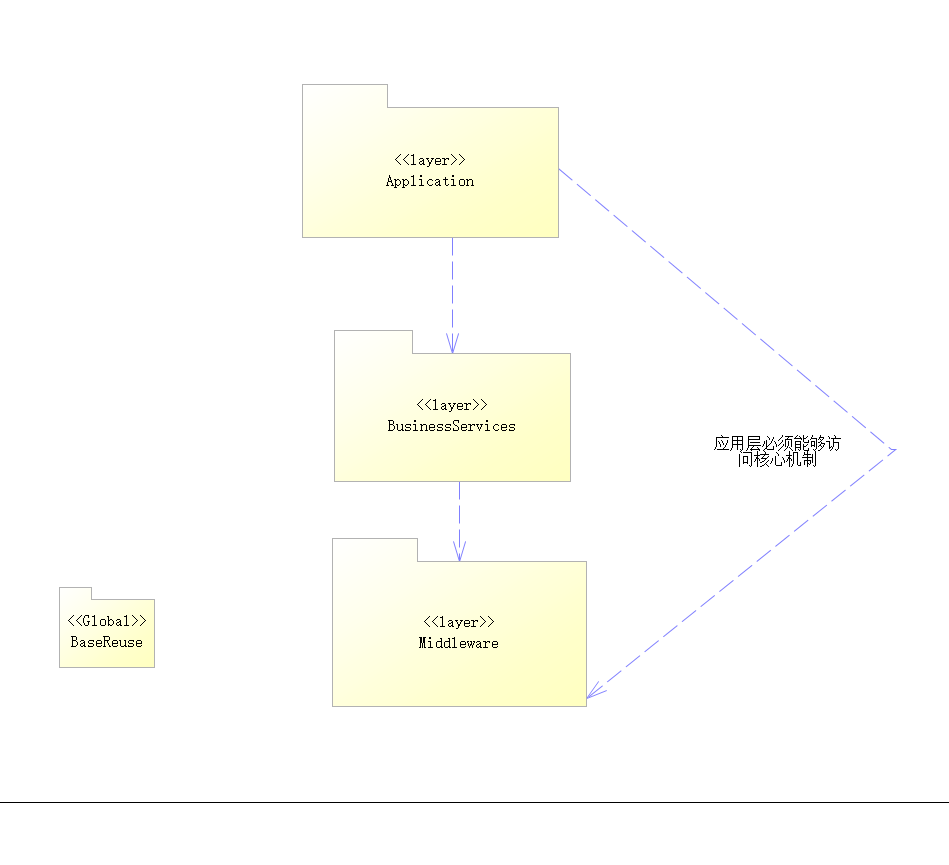 <<layer>>
Application
<<layer>>
BusinessServices
应用层必须能够访
问核心机制
<<layer>>
Middleware
<<Global>>
BaseReuse